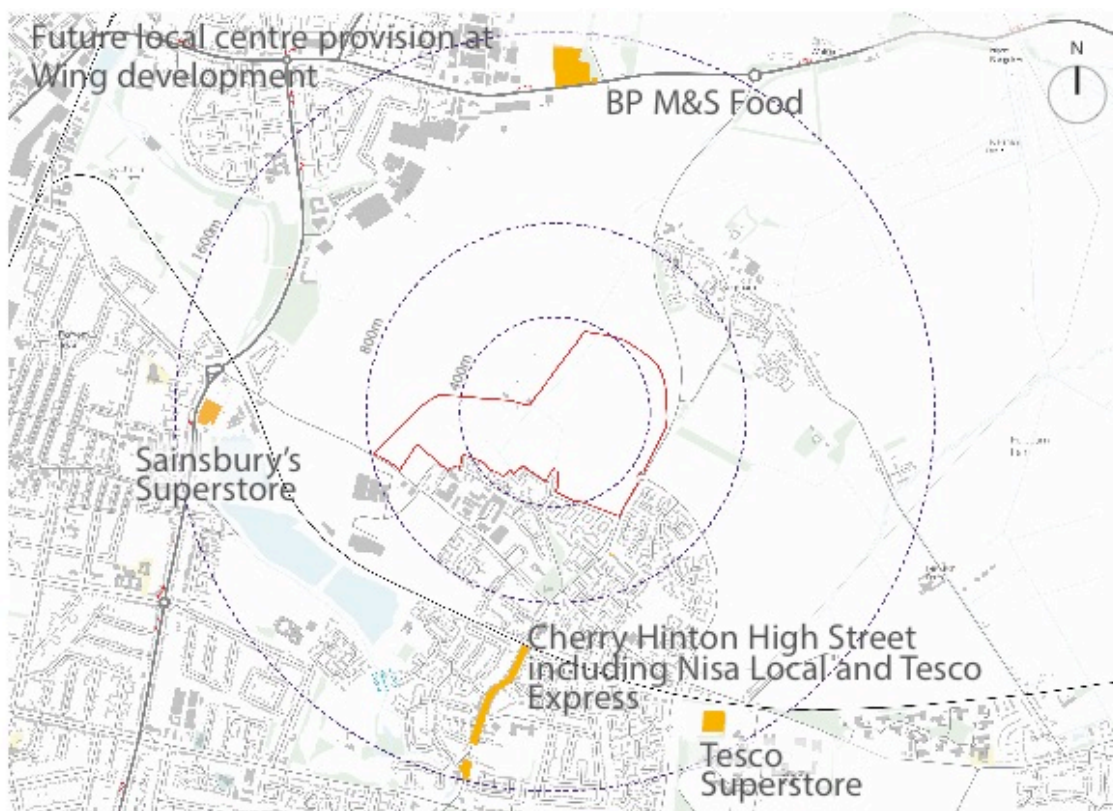 Future local centre provision at
Wing development
BP M&S Food
N
1600m
800m
400m
Sainsbury's
Superstore
Cherry Hinton High Street
including Nisa Local and Tesco
Express
Tesco
Superstore